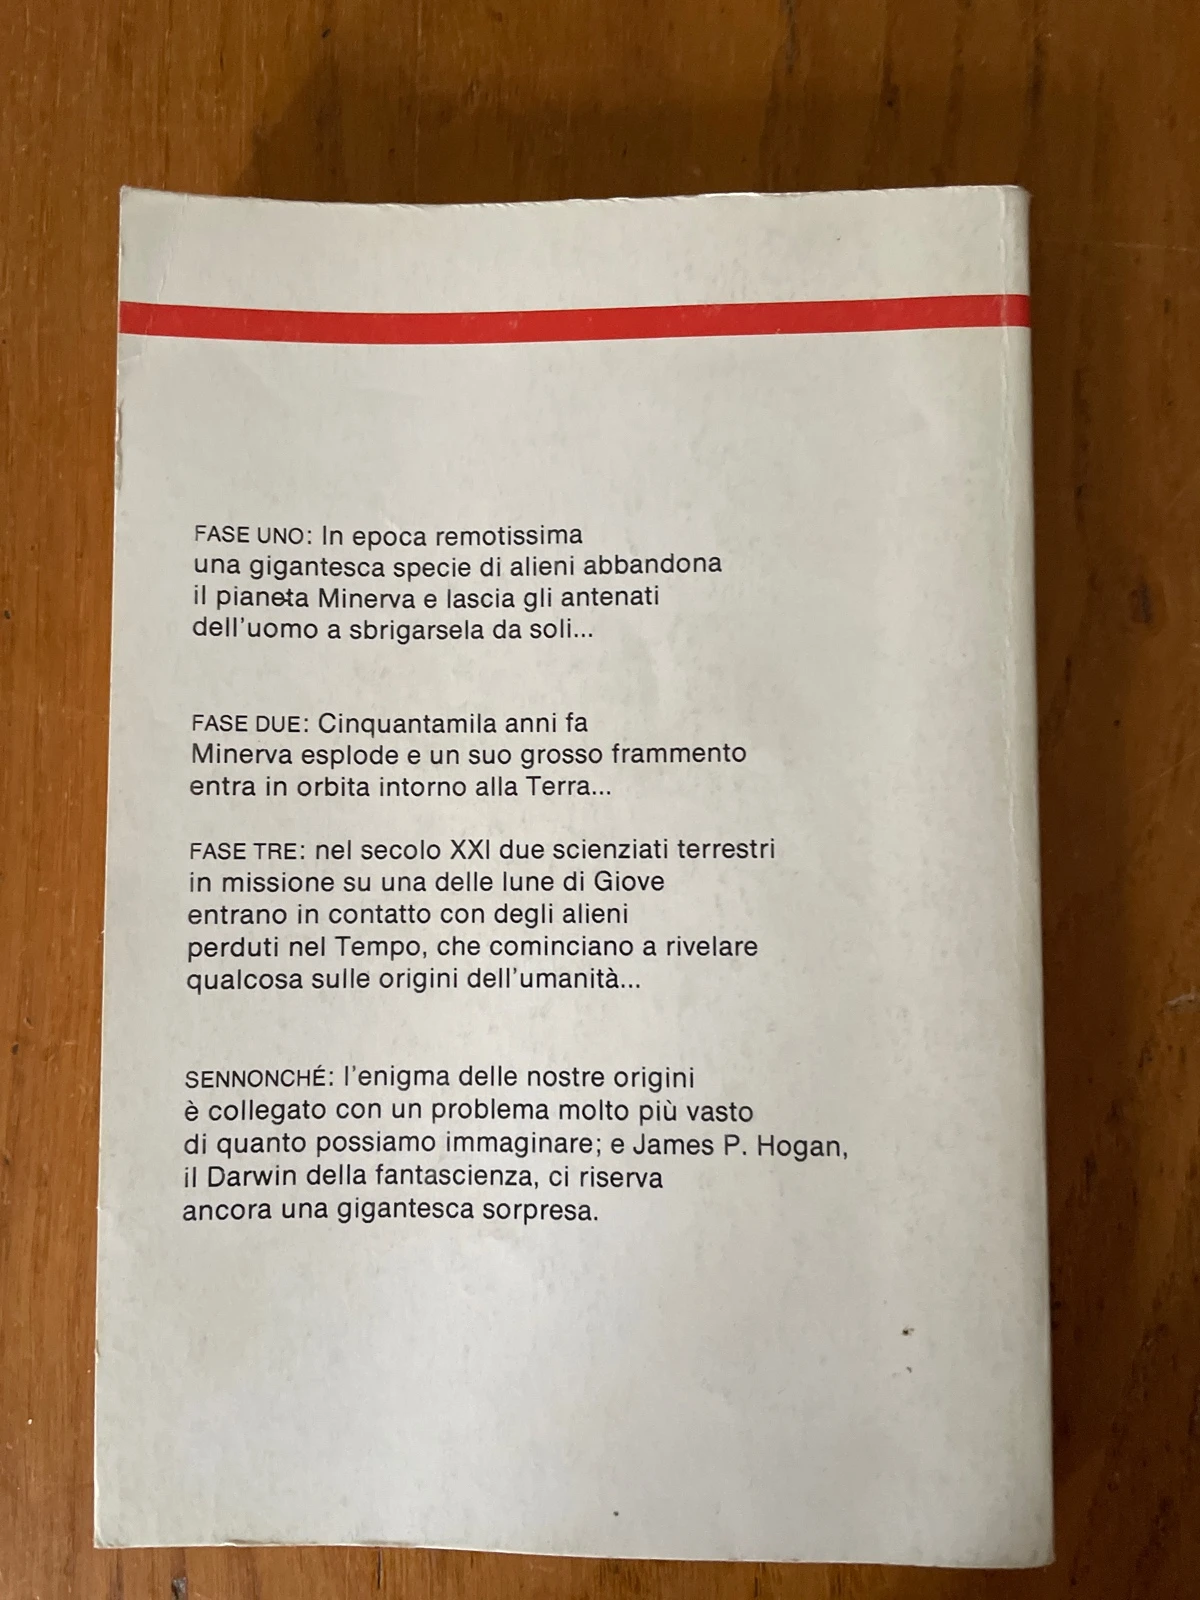 FASE UNO: In epoca remotissima
una gigantesca specie di alieni abbandona
il pianeta Minerva e lascia gli antenati
dell'uomo a sbrigarsela da soli...
FASE DUE: Cinquantamila anni fa
Minerva esplode e un suo grosso frammento
entra in orbita intorno alla Terra...
FASE TRE: nel secolo XXI due scienziati terrestri
in missione su una delle lune di Giove
entrano in contatto con degli alieni
perduti nel Tempo, che cominciano a rivelare
qualcosa sulle origini dell'umanità...
SENNONCHÉ: l'enigma delle nostre origini
è collegato con un problema molto più vasto
di quanto possiamo immaginare; e James P. Hogan,
il Darwin della fantascienza, ci riserva
ancora una gigantesca sorpresa.